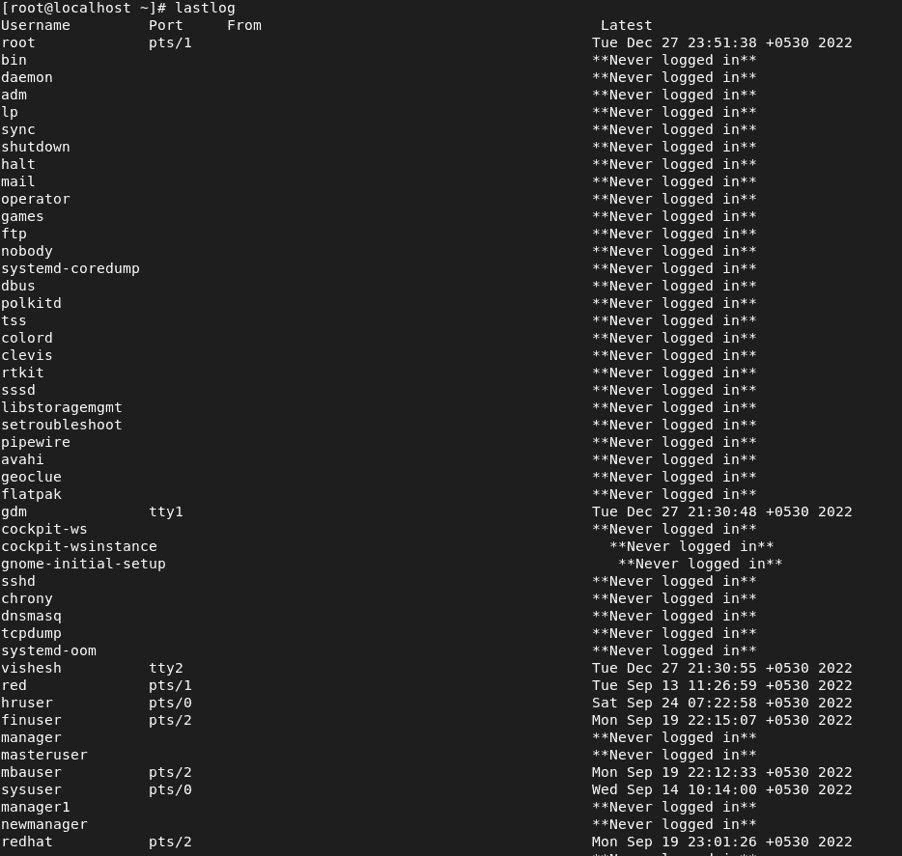 [root@localhost ~]# lastlog
Username         Port     From                                       Latest
root             pts/1                                              Tue Dec 27 23:51:38 +0530 2022
bin                                                                 **Never logged in**
daemon                                                              **Never logged in**
adm                                                                 **Never logged in**
lp                                                                  **Never logged in**
sync                                                                **Never logged in**
shutdown                                                            **Never logged in**
halt                                                                **Never logged in**
mail                                                                **Never logged in**
operator                                                            **Never logged in**
games                                                               **Never logged in**
ftp                                                                 **Never logged in**
nobody                                                              **Never logged in**
systemd-coredump                                                    **Never logged in**
dbus                                                                **Never logged in**
polkitd                                                             **Never logged in**
tss                                                                 **Never logged in**
colord                                                              **Never logged in**
clevis                                                              **Never logged in**
rtkit                                                               **Never logged in**
sssd                                                                **Never logged in**
libstoragemgmt                                                      **Never logged in**
setroubleshoot                                                      **Never logged in**
pipewire                                                            **Never logged in**
avahi                                                               **Never logged in**
geoclue                                                             **Never logged in**
flatpak                                                             **Never logged in**
gdm              tty1                                               Tue Dec 27 21:30:48 +0530 2022
cockpit-ws                                                          **Never logged in**
cockpit-wsinstance                                                    **Never logged in**
gnome-initial-setup                                                    **Never logged in**
sshd                                                                **Never logged in**
chrony                                                              **Never logged in**
dnsmasq                                                             **Never logged in**
tcpdump                                                             **Never logged in**
systemd-oom                                                         **Never logged in**
vishesh          tty2                                               Tue Dec 27 21:30:55 +0530 2022
red              pts/1                                              Tue Sep 13 11:26:59 +0530 2022
hruser           pts/0                                              Sat Sep 24 07:22:58 +0530 2022
finuser          pts/2                                              Mon Sep 19 22:15:07 +0530 2022
manager                                                             **Never logged in**
masteruser                                                          **Never logged in**
mbauser          pts/2                                              Mon Sep 19 22:12:33 +0530 2022
sysuser          pts/0                                              Wed Sep 14 10:14:00 +0530 2022
manager1                                                            **Never logged in**
newmanager                                                          **Never logged in**
redhat           pts/2                                              Mon Sep 19 23:01:26 +0530 2022